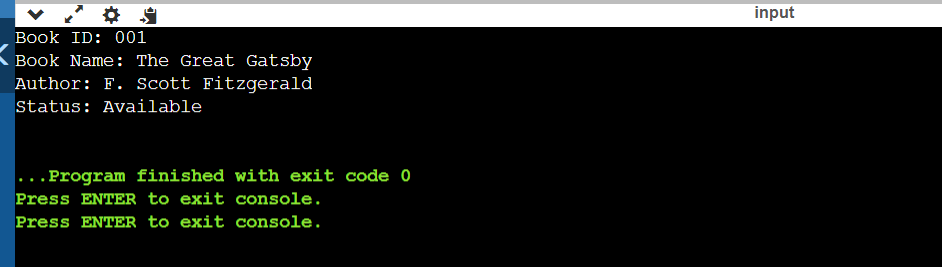 input
Book ID: 001
Book Name: The Great Gatsby
Author: F. Scott Fitzgerald
Status: Available
...Program finished with exit code 0
Press ENTER to exit console.
Press ENTER to exit console.